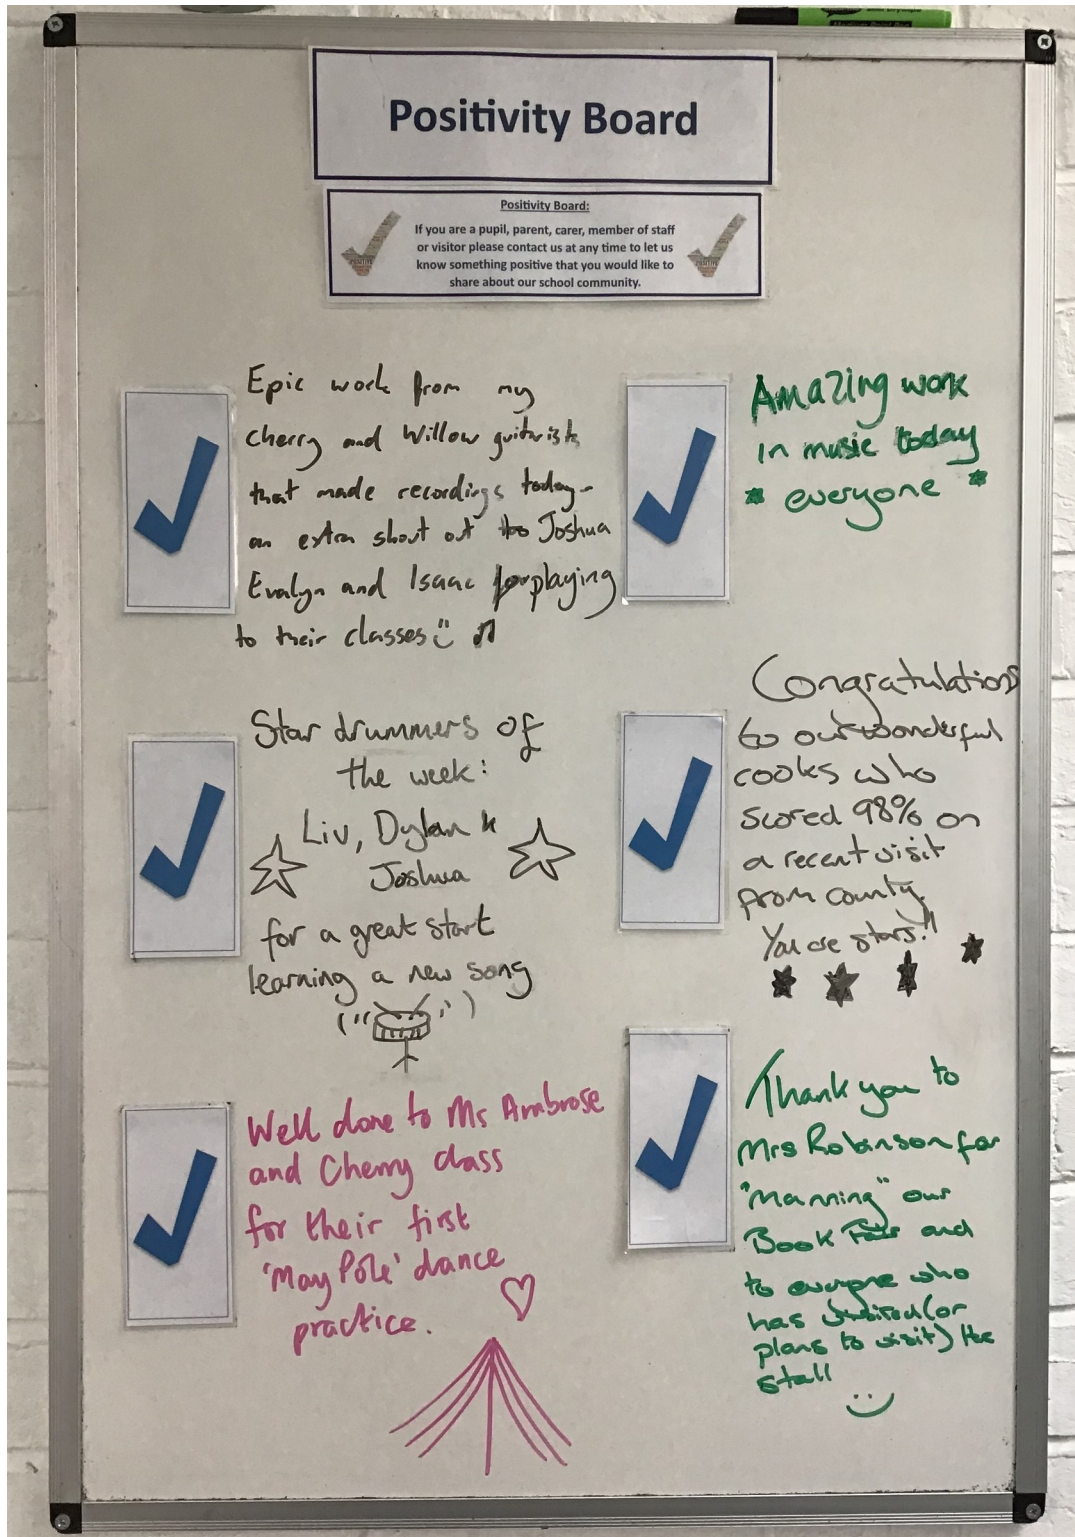 Positivity Board
Positivity Board:
If you are a pupil, parent, carer, member of staff
or visitor please contact us at any time to let us
know something positive that you would like to
share about our school community.
Epic work from my
Cherry and Willow guitarists
that made recordings today-
an extra shout out to Joshua
Evalyn and Isaac for playing
to their classes
Amazing work
in music today
everyone
Star drummers of
the week:
Liv, Dylan &
Joshua
for a great start
learning a new song
Congratulations
to our wonderful
cooks who
scored 98% on
a recent visit
from county.
You are stars!!
Well done to Ms Ambrose
and Cherry class
for their first
'May Pole' dance
practice.
Thank you to
Mrs Robinson for
"manning" our
Book Fair and
to everyone who
has visited (or
plans to visit) the
stall